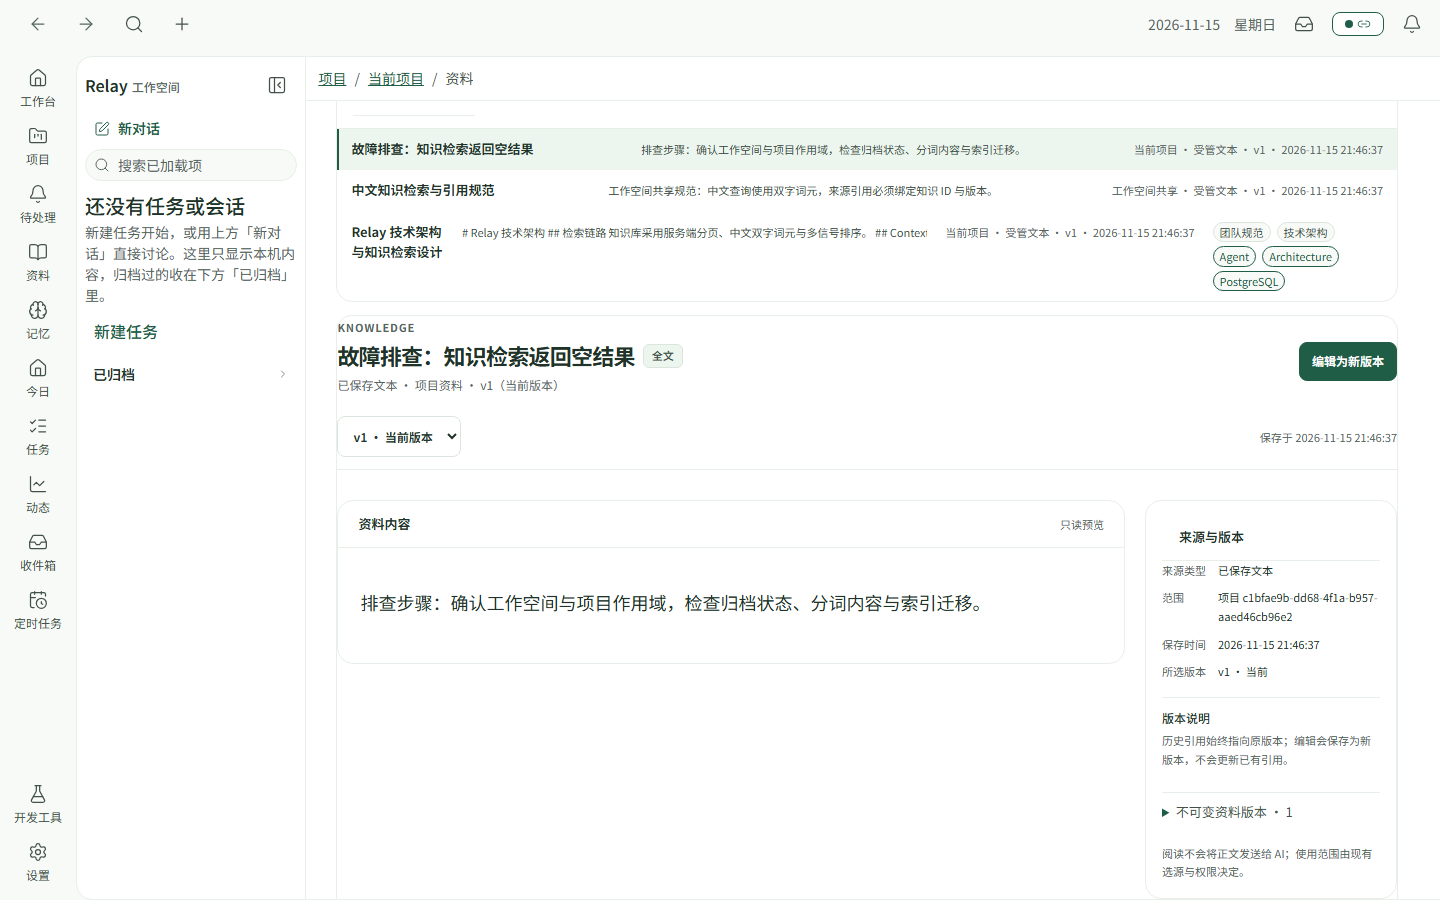 2026-11-15 星期日
工作台
项目
待处理
资料
记忆
今日
任务
动态
收件箱
定时任务
开发工具
设置
Relay 工作空间
新对话
搜索已加载项
还没有任务或会话
新建任务开始，或用上方「新对
话」直接讨论。这里只显示本机内
容，归档过的收在下方「已归档」
里。
新建任务
已归档
项目 / 当前项目 / 资料
故障排查：知识检索返回空结果 排查步骤：确认工作空间与项目作用域，检查归档状态、分词内容与索引迁移。 当前项目 · 受管文本 · v1 · 2026-11-15 21:46:37
中文知识检索与引用规范 工作空间共享规范：中文查询使用双字词元，来源引用必须绑定知识 ID 与版本。 工作空间共享 · 受管文本 · v1 · 2026-11-15 21:46:37
Relay 技术架构 # Relay 技术架构 ## 检索链路 知识库采用服务端分页、中文双字词元与多信号排序。 ## Context 当前项目 · 受管文本 · v1 · 2026-11-15 21:46:37 团队规范 技术架构
与知识检索设计 Agent Architecture
PostgreSQL
KNOWLEDGE
故障排查：知识检索返回空结果 全文
编辑为新版本
已保存文本 · 项目资料 · v1（当前版本）
v1 · 当前版本
保存于 2026-11-15 21:46:37
资料内容 只读预览
排查步骤：确认工作空间与项目作用域，检查归档状态、分词内容与索引迁移。
来源与版本
来源类型 已保存文本
范围 项目 c1bfae9b-dd68-4f1a-b957-
aaed46cb96e2
保存时间 2026-11-15 21:46:37
所选版本 v1 · 当前
版本说明
历史引用始终指向原版本；编辑会保存为新
版本，不会更新已有引用。
不可变资料版本 · 1
阅读不会将正文发送给 AI；使用范围由现有
选源与权限决定。